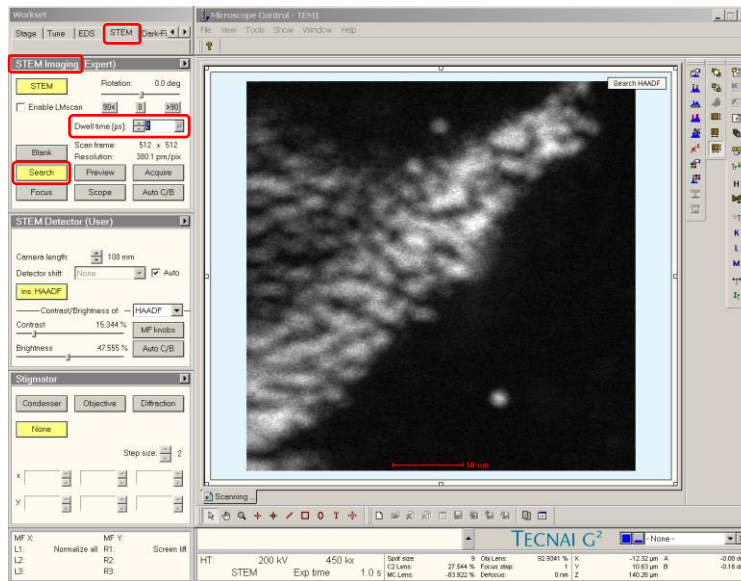 Workset
Stage Tune EDS STEM Dark-Fi
STEM Imaging (Expert)
STEM
Rotation: 0.0 deg
Enable LMscan 90< 0 >90
Dwell time [µs]:
Blank
Scan frame: 512 x 512
Resolution: 380.1 pm/pix
Search Preview Acquire
Focus Scope Auto C/B
STEM Detector (User)
Camera length: 100 mm
Detector shift: None Auto
ins. HAADF
Contrast/Brightness of HAADF
Contrast 15.344 % MF knobs
Brightness 47.555 % Auto C/B
Stigmator
Condenser Objective Diffraction
None
Step size: 2
x
y
MF X: MF Y:
L1: Normalize all R1: Screen lift
L2: R2:
L3: R3:
Microscope Control - TEM1
File View Tools Show Window Help
?
Search HAADF
50 nm
Scanning ...
TECNAI G²
- None -
HT: 200 kV 450 kx
STEM Exp time 1.0 s
Spot size: 9 Obj Lens: 92.9341 % X -12.32 µm A -0.00 d
C2 Lens: 27.544 % Focus step: 1 Y 10.83 µm B -0.16 d
MC Lens: -83.922 % Defocus: 0 nm Z 140.26 µm
H
K
L
M